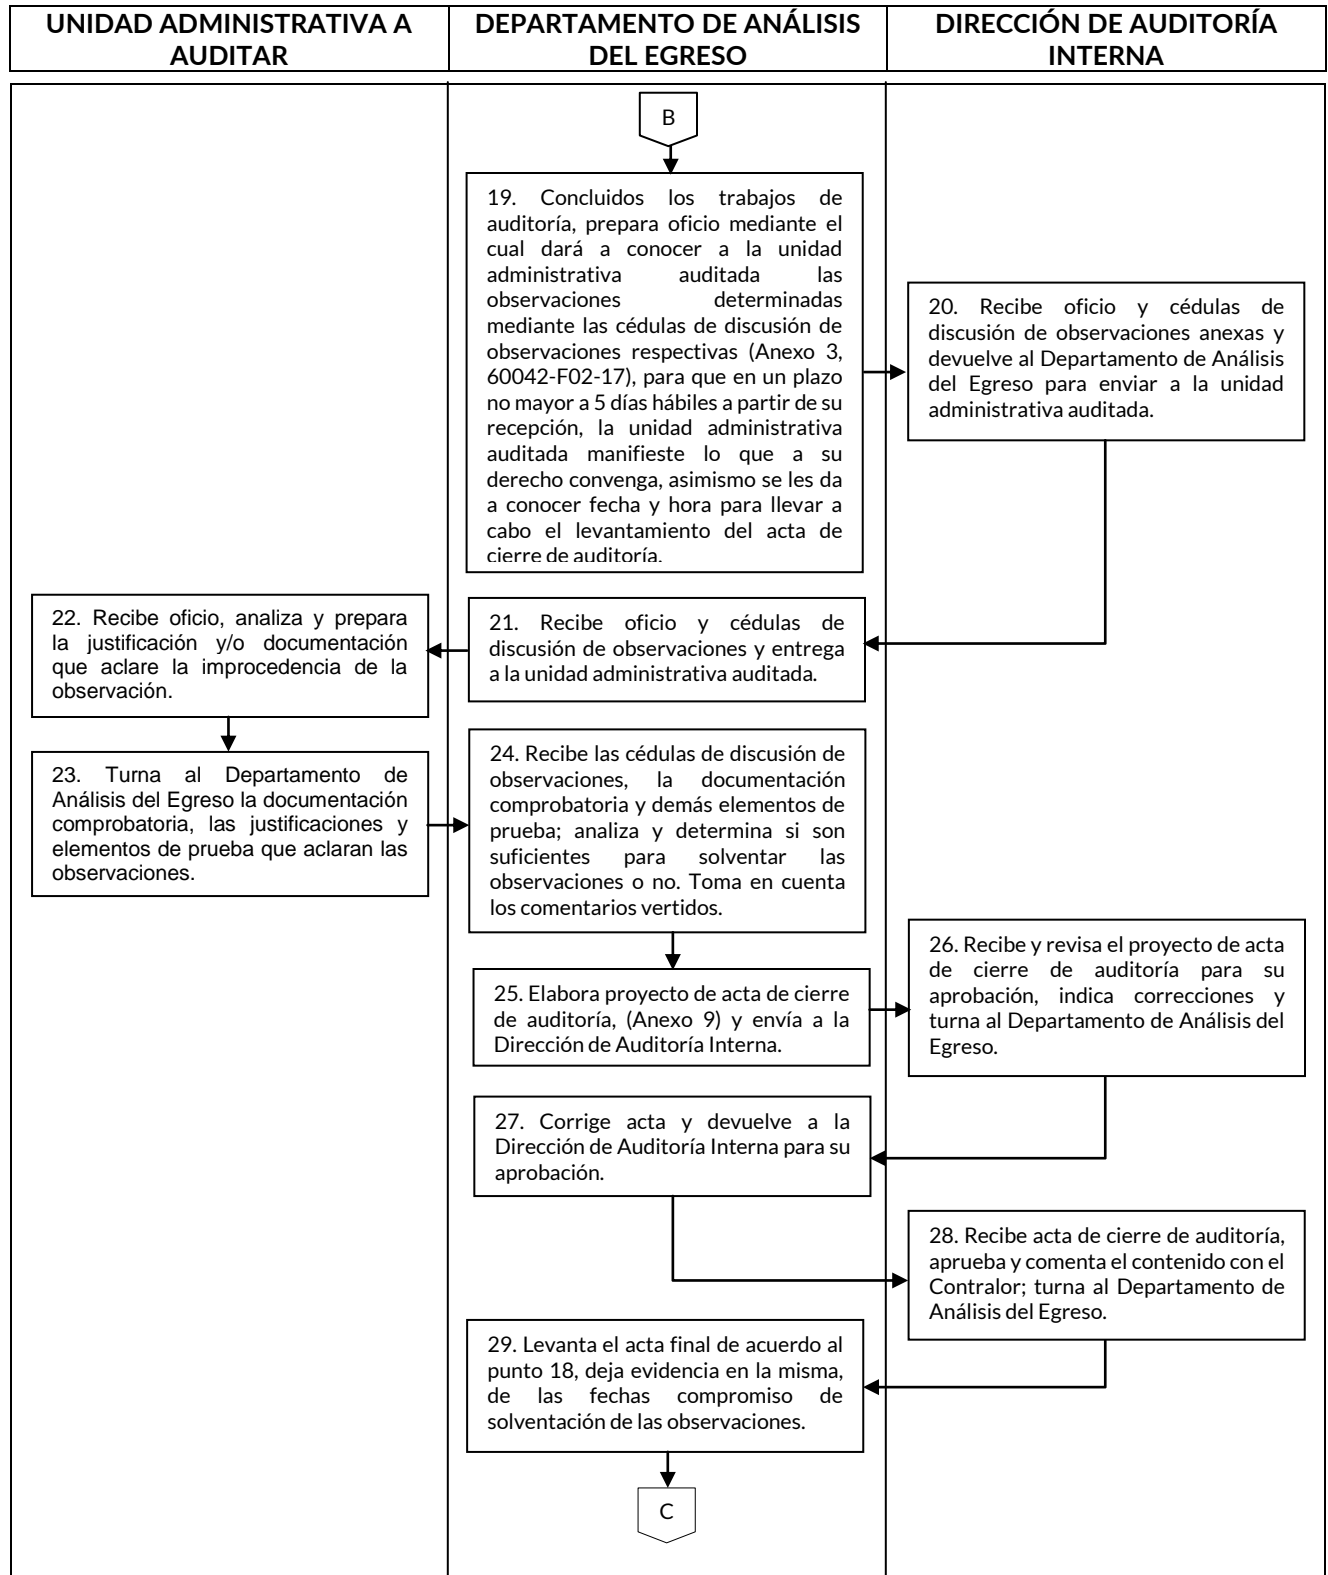 UNIDAD ADMINISTRATIVA A
AUDITAR
DEPARTAMENTO DE ANÁLISIS
DEL EGRESO
DIRECCIÓN DE AUDITORÍA
INTERNA
B
19. Concluidos los trabajos de
auditoría, prepara oficio mediante el
cual dará a conocer a la unidad
administrativa auditada las
observaciones determinadas
mediante las cédulas de discusión de
observaciones respectivas (Anexo 3,
60042-F02-17), para que en un plazo
no mayor a 5 días hábiles a partir de su
recepción, la unidad administrativa
auditada manifieste lo que a su
derecho convenga, asimismo se les da
a conocer fecha y hora para llevar a
cabo el levantamiento del acta de
cierre de auditoría.
20. Recibe oficio y cédulas de
discusión de observaciones anexas y
devuelve al Departamento de Análisis
del Egreso para enviar a la unidad
administrativa auditada.
21. Recibe oficio y cédulas de
discusión de observaciones y entrega
a la unidad administrativa auditada.
22. Recibe oficio, analiza y prepara
la justificación y/o documentación
que aclare la improcedencia de la
observación.
23. Turna al Departamento de
Análisis del Egreso la documentación
comprobatoria, las justificaciones y
elementos de prueba que aclaran las
observaciones.
24. Recibe las cédulas de discusión de
observaciones, la documentación
comprobatoria y demás elementos de
prueba; analiza y determina si son
suficientes para solventar las
observaciones o no. Toma en cuenta
los comentarios vertidos.
25. Elabora proyecto de acta de cierre
de auditoría, (Anexo 9) y envía a la
Dirección de Auditoría Interna.
26. Recibe y revisa el proyecto de acta
de cierre de auditoría para su
aprobación, indica correcciones y
turna al Departamento de Análisis del
Egreso.
27. Corrige acta y devuelve a la
Dirección de Auditoría Interna para su
aprobación.
28. Recibe acta de cierre de auditoría,
aprueba y comenta el contenido con el
Contralor; turna al Departamento de
Análisis del Egreso.
29. Levanta el acta final de acuerdo al
punto 18, deja evidencia en la misma,
de las fechas compromiso de
solventación de las observaciones.
C